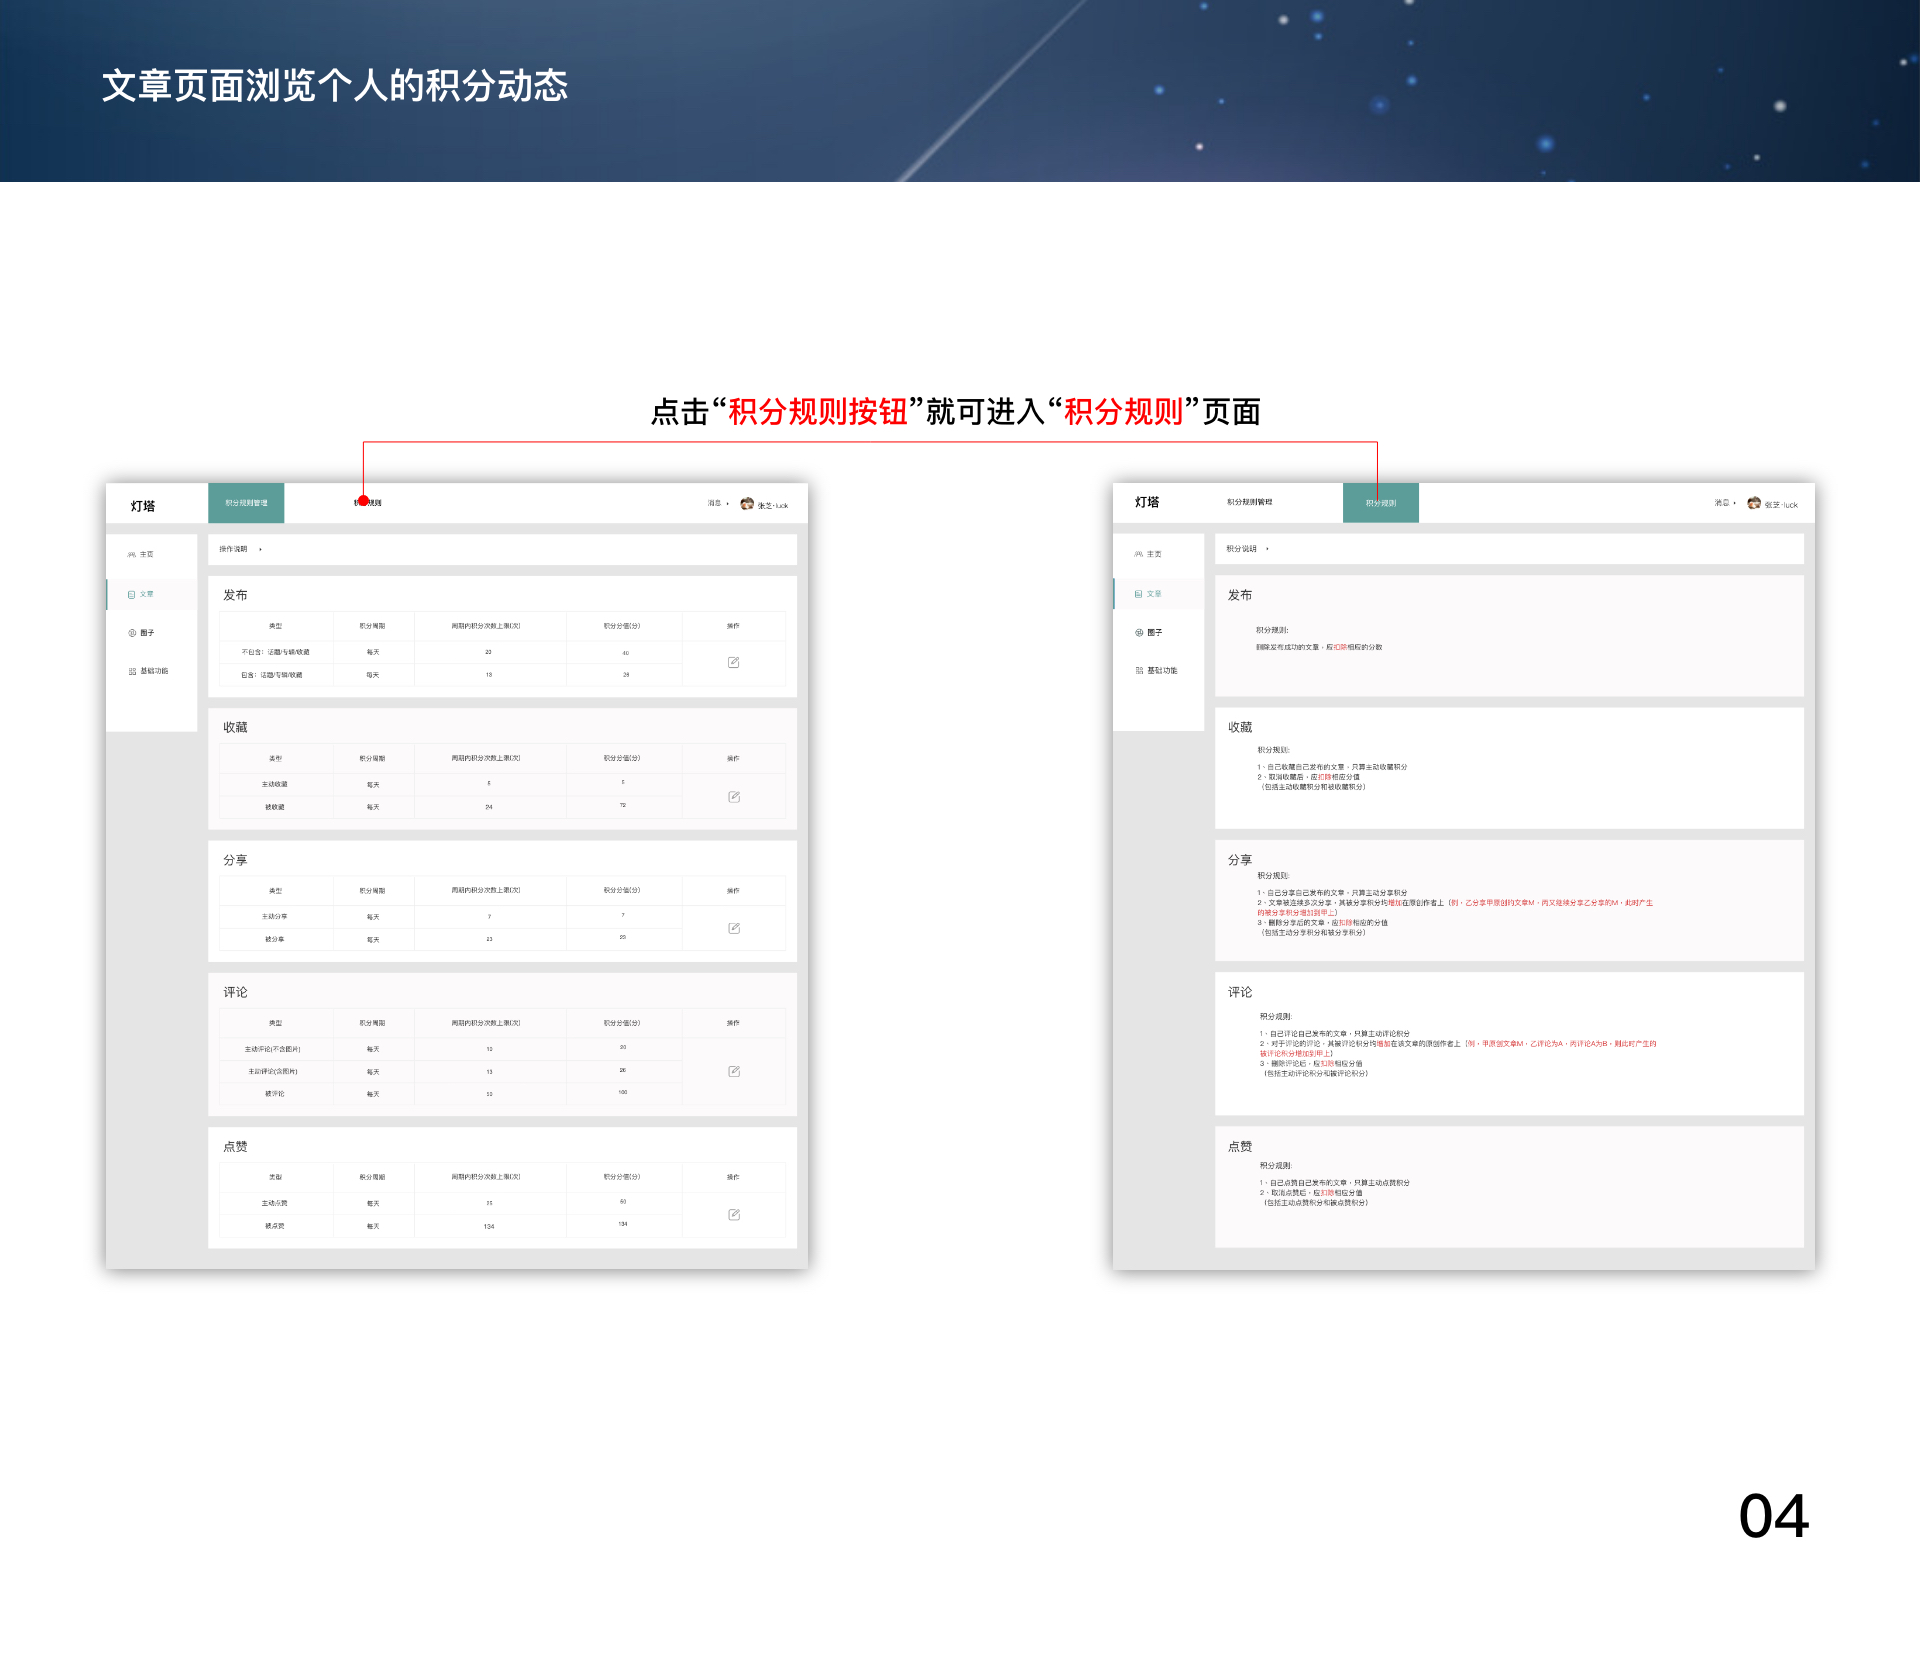 文章页面浏览个人的积分动态
点击“积分规则按钮”就可进入“积分规则”页面
灯塔 积分规则管理 消息 张芝-luck
主页
文章
圈子
基础功能
操作说明
发布
类型 积分周期 周期内积分次数上限(次) 积分分值(分) 操作
不包含：话题/专辑/收藏 每天 20 40
包含：话题/专辑/收藏 每天 13 26
收藏
类型 积分周期 周期内积分次数上限(次) 积分分值(分) 操作
主动收藏 每天
被收藏 每天 24 72
分享
类型 积分周期 周期内积分次数上限(次) 积分分值(分) 操作
主动分享 每天 7 7
被分享 每天 23 23
评论
类型 积分周期 周期内积分次数上限(次) 积分分值(分) 操作
主动评论(不含图片) 每天 10 20
主动评论(含图片) 每天 13 26
被评论 每天 50 100
点赞
类型 积分周期 周期内积分次数上限(次) 积分分值(分) 操作
主动点赞 每天 50
被点赞 每天 134 134
灯塔 积分规则管理 积分规则 消息 张芝-luck
主页
文章
圈子
基础功能
积分说明
发布
积分规则:
删除发布成功的文章，应扣除相应的分数
收藏
积分规则:
1、自己收藏自己发布的文章，只算主动收藏积分
2、取消收藏后，应扣除相应分值
（包括主动收藏积分和被收藏积分）
分享
积分规则:
1、自己分享自己发布的文章，只算主动分享积分
2、文章被连续多次分享，其被分享积分均增加在原创作者上（例，乙分享甲原创的文章M，丙又继续分享乙分享的M，此时产生
的被分享积分增加到甲上）
3、删除分享后的文章，应扣除相应的分值
（包括主动分享积分和被分享积分）
评论
积分规则:
1、自己评论自己发布的文章，只算主动评论积分
2、对于评论的评论，其被评论积分均增加在该文章的原创作者上（例，甲原创文章M，乙评论为A，丙评论A为B，则此时产生的
被评论积分增加到甲上）
3、删除评论后，应扣除相应分值
（包括主动评论积分和被评论积分）
点赞
积分规则:
1、自己点赞自己发布的文章，只算主动点赞积分
2、取消点赞后，应扣除相应分值
（包括主动点赞积分和被点赞积分）
04